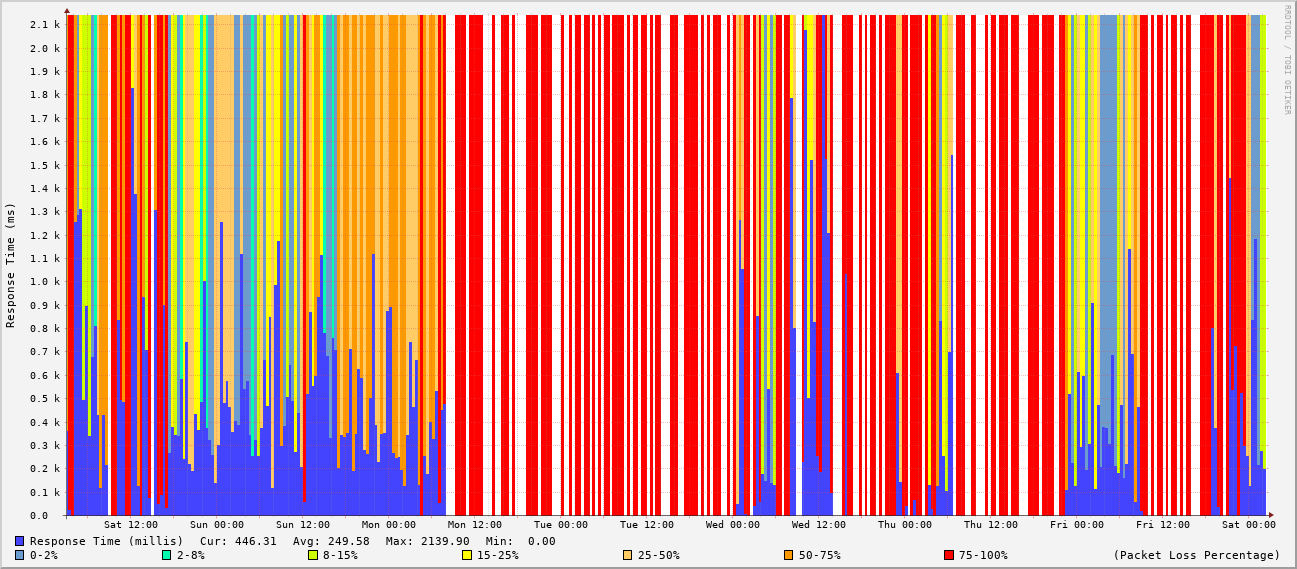 RRDTOOL / TOBI OETIKER
Response Time (ms)
2.1 k
2.0 k
1.9 k
1.8 k
1.7 k
1.6 k
1.5 k
1.4 k
1.3 k
1.2 k
1.1 k
1.0 k
0.9 k
0.8 k
0.7 k
0.6 k
0.5 k
0.4 k
0.3 k
0.2 k
0.1 k
0.0
Sat 12:00 Sun 00:00 Sun 12:00 Mon 00:00 Mon 12:00 Tue 00:00 Tue 12:00 Wed 00:00 Wed 12:00 Thu 00:00 Thu 12:00 Fri 00:00 Fri 12:00 Sat 00:00
Response Time (millis) Cur: 446.31 Avg: 249.58 Max: 2139.90 Min: 0.00
0-2% 2-8% 8-15% 15-25% 25-50% 50-75% 75-100% (Packet Loss Percentage)